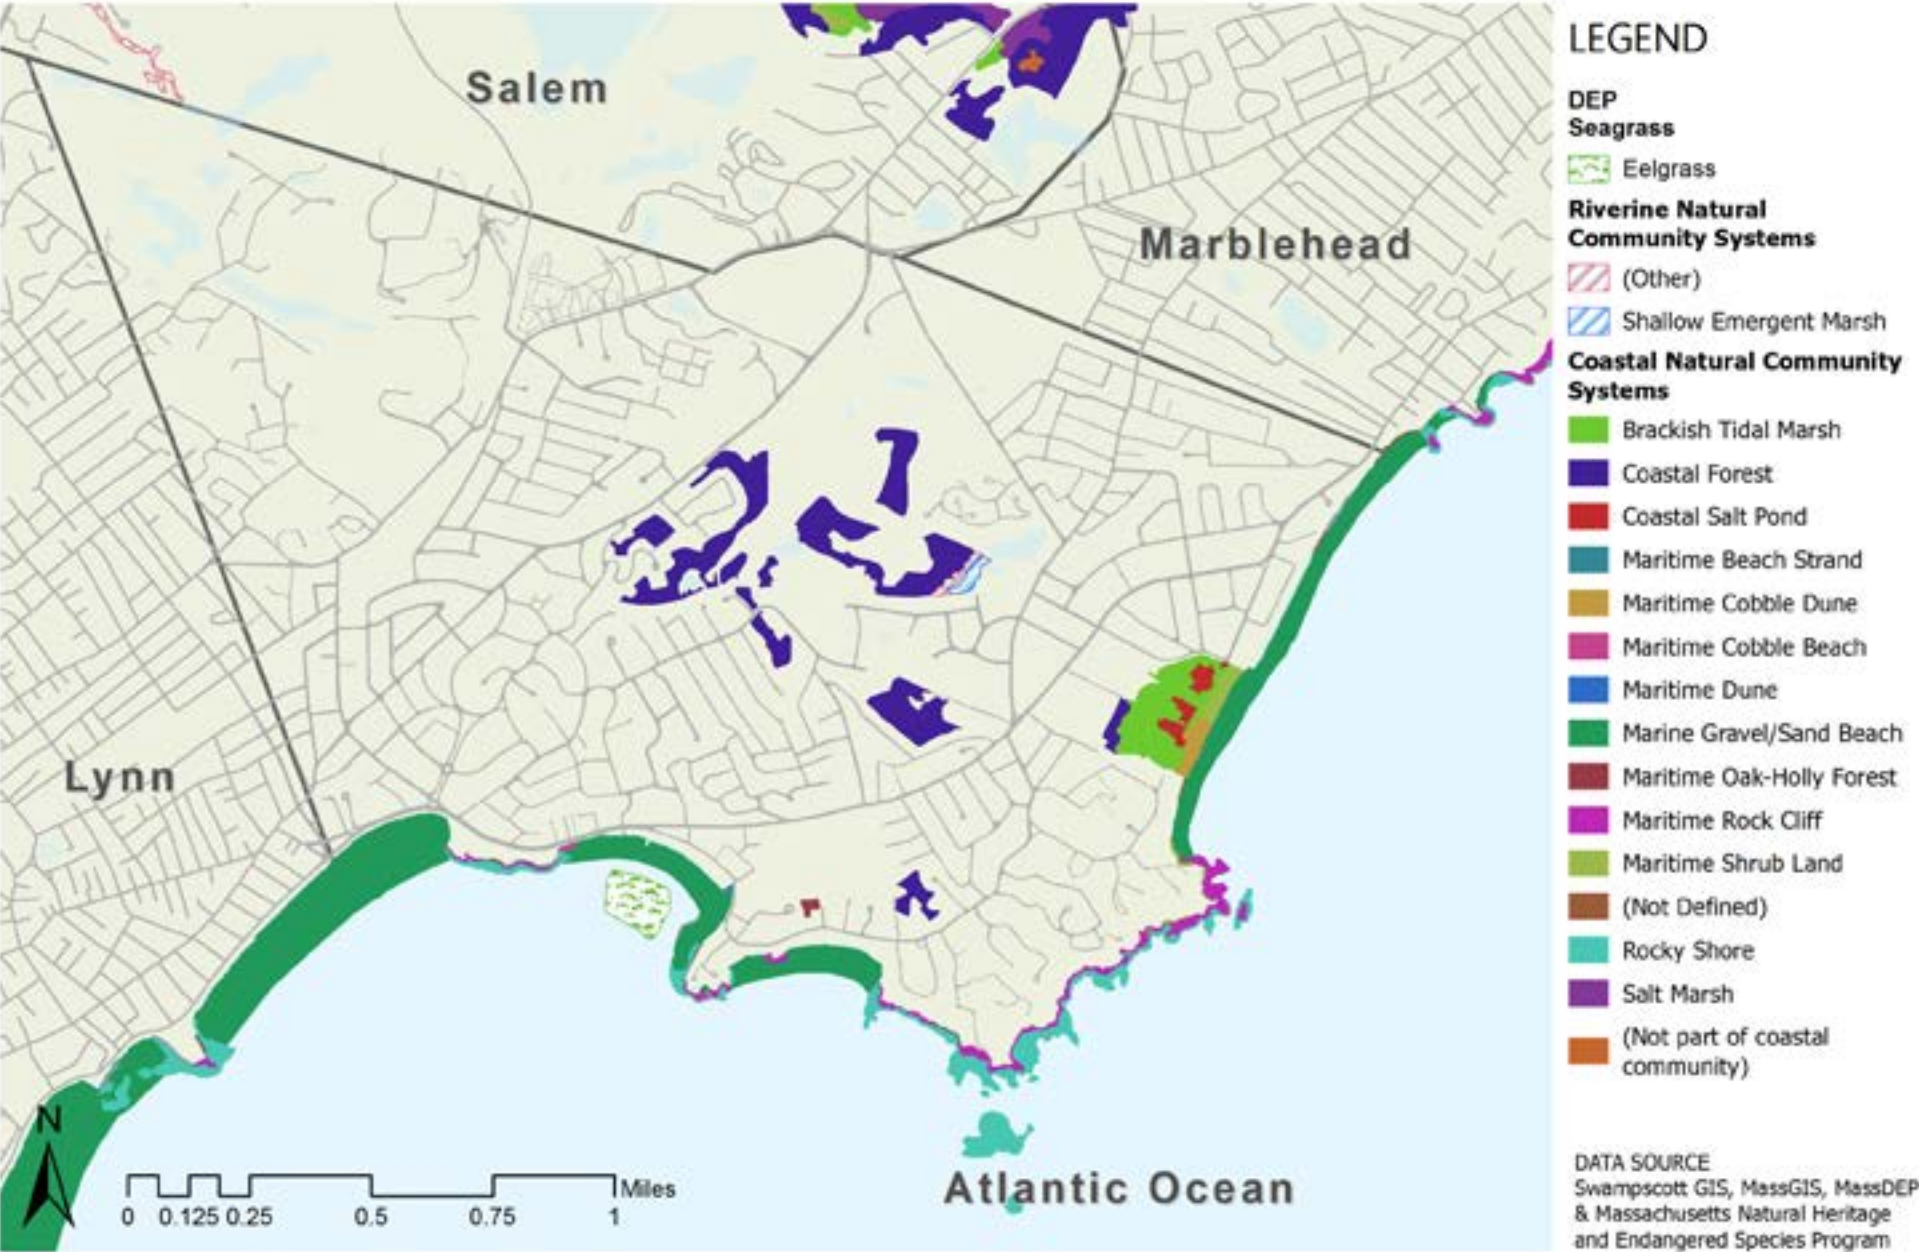 Salem
Marblehead
Lynn
Atlantic Ocean
N
Miles
0 0.125 0.25 0.5 0.75 1
LEGEND
DEP
Seagrass
Eelgrass
Riverine Natural
Community Systems
(Other)
Shallow Emergent Marsh
Coastal Natural Community
Systems
Brackish Tidal Marsh
Coastal Forest
Coastal Salt Pond
Maritime Beach Strand
Maritime Cobble Dune
Maritime Cobble Beach
Maritime Dune
Marine Gravel/Sand Beach
Maritime Oak-Holly Forest
Maritime Rock Cliff
Maritime Shrub Land
(Not Defined)
Rocky Shore
Salt Marsh
(Not part of coastal
community)
DATA SOURCE
Swampscott GIS, MassGIS, MassDEP
& Massachusetts Natural Heritage
and Endangered Species Program